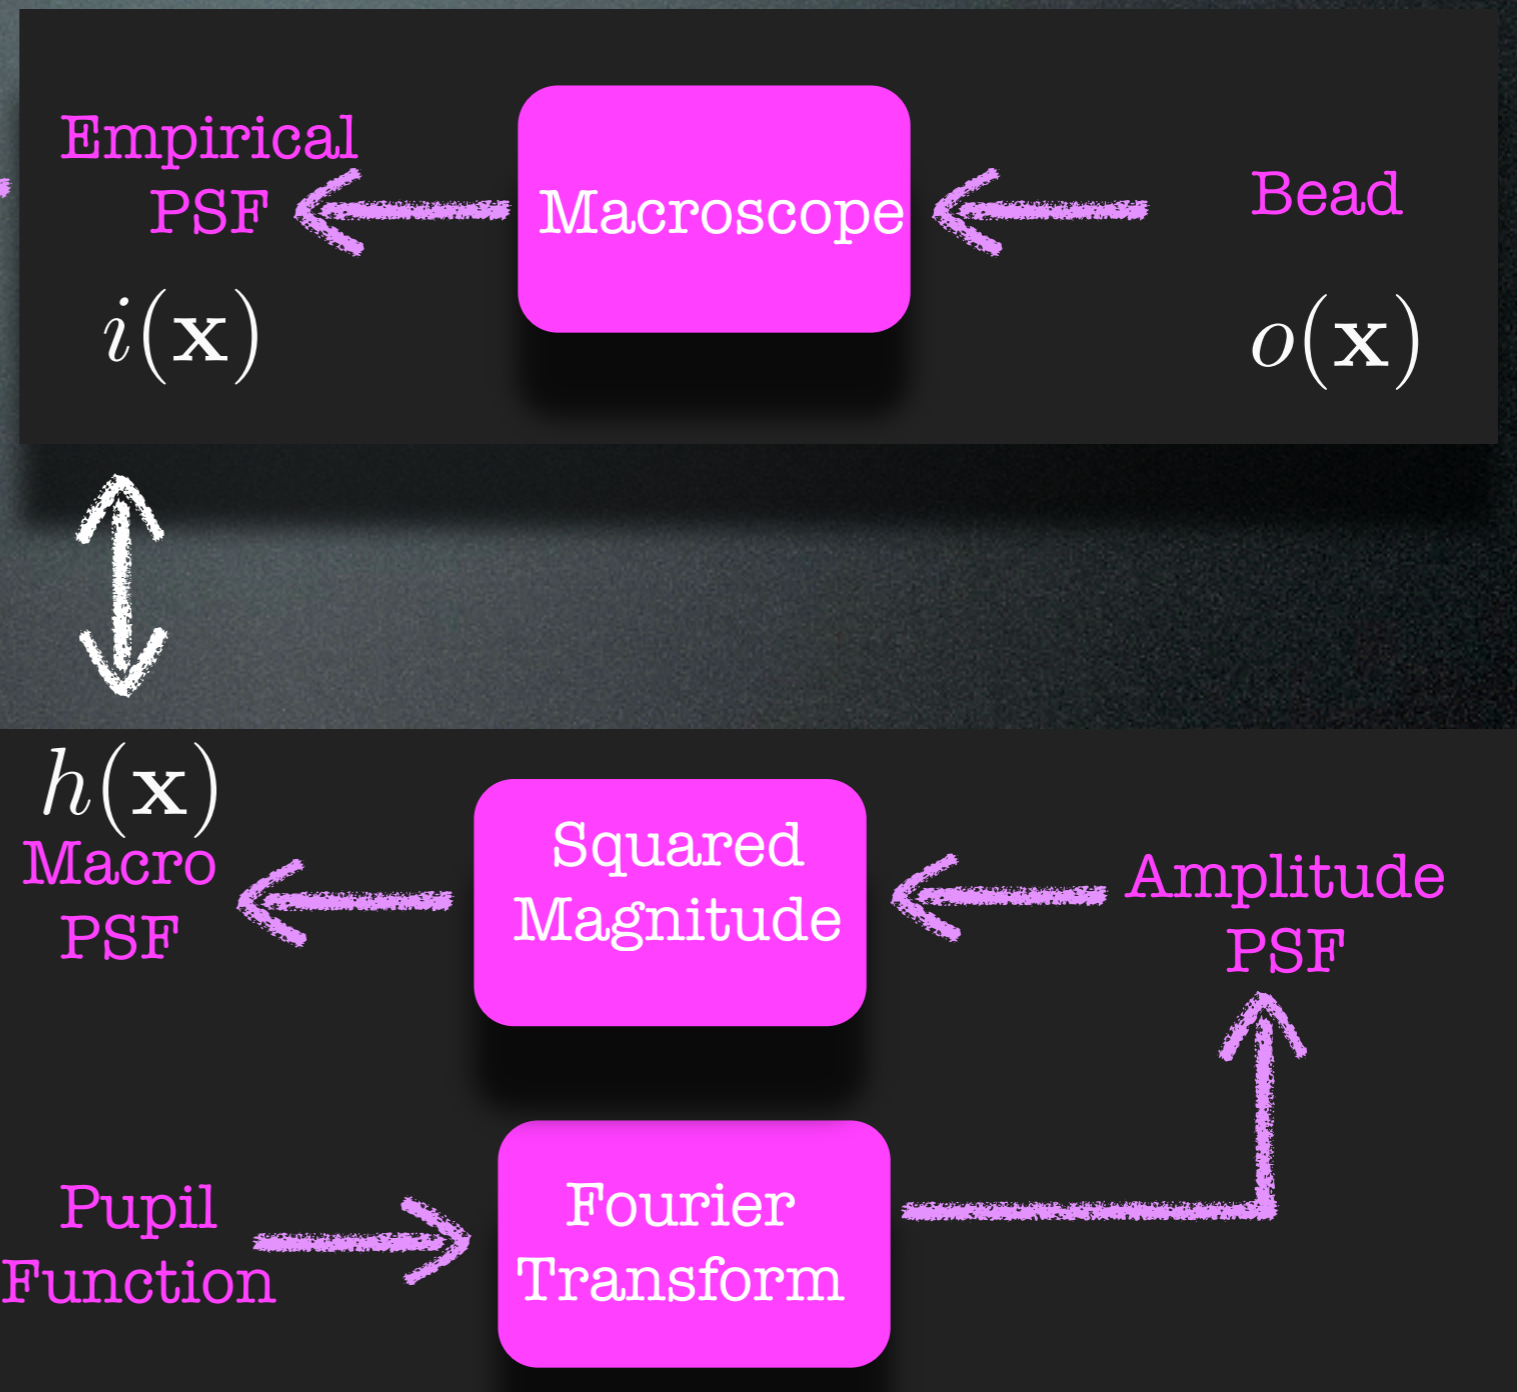 Empirical
PSF
Macroscope
Bead
i(x)
o(x)
h(x)
Macro
PSF
Squared
Magnitude
Amplitude
PSF
Pupil
Function
Fourier
Transform